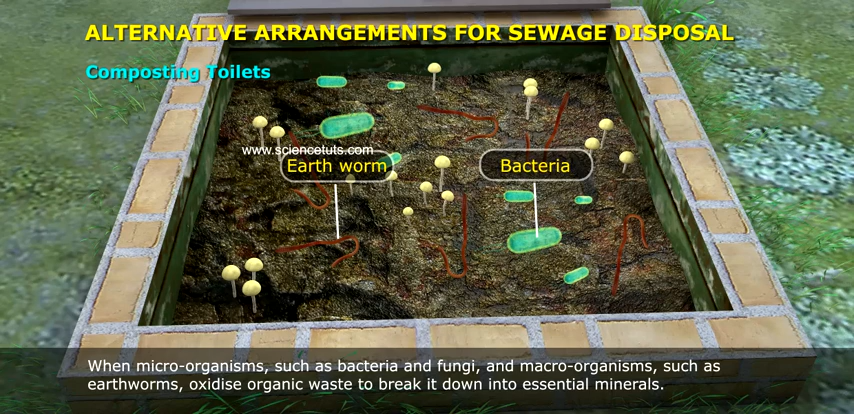 ALTERNATIVE ARRANGEMENTS FOR SEWAGE DISPOSAL
Composting Toilets
www.sciencetuts.com
Earth worm
Bacteria
When micro-organisms, such as bacteria and fungi, and macro-organisms, such as
earthworms, oxidise organic waste to break it down into essential minerals.